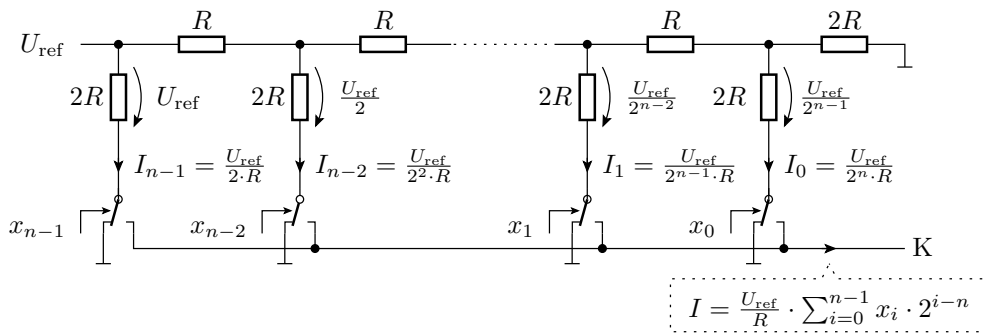 R R R 2R
U_ref
2R U_ref 2R U_ref/2 2R U_ref/2^{n-2} 2R U_ref/2^{n-1}
I_{n-1} = U_ref/(2·R) I_{n-2} = U_ref/(2^2·R) I_1 = U_ref/(2^{n-1}·R) I_0 = U_ref/(2^n·R)
x_{n-1} x_{n-2} x_1 x_0
K
I = U_ref/R · ∑_{i=0}^{n-1} x_i · 2^{i-n}